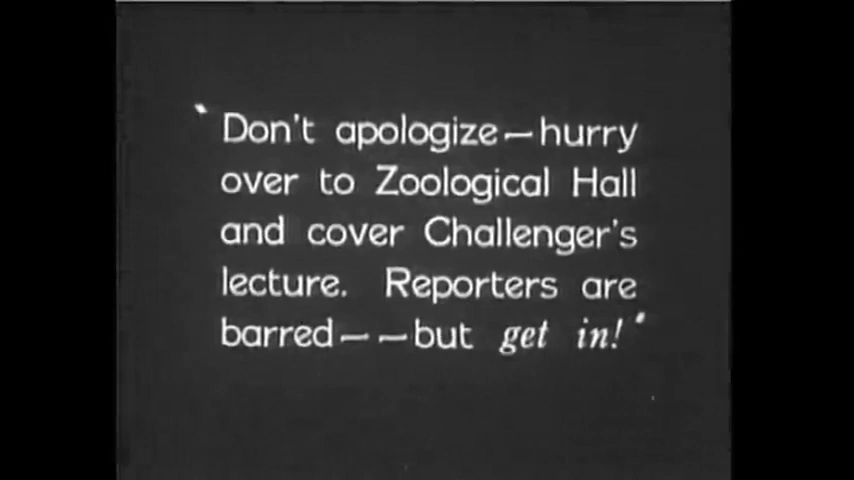 'Don't apologize—hurry
over to Zoological Hall
and cover Challenger's
lecture. Reporters are
barred——but get in!'